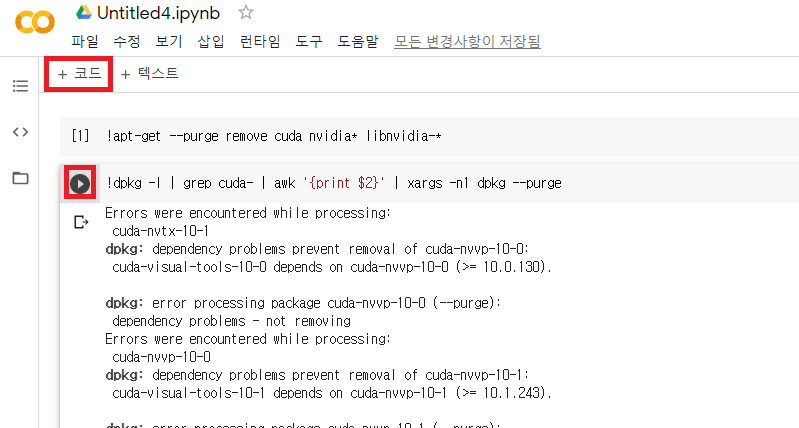 CO
Untitled4.ipynb
파일 수정 보기 삽입 런타임 도구 도움말 모든 변경사항이 저장됨
+ 코드 + 텍스트
[1] !apt-get --purge remove cuda nvidia* libnvidia-*
!dpkg -l | grep cuda- | awk '{print $2}' | xargs -n1 dpkg --purge
Errors were encountered while processing:
cuda-nvtx-10-1
dpkg: dependency problems prevent removal of cuda-nvvp-10-0:
cuda-visual-tools-10-0 depends on cuda-nvvp-10-0 (>= 10.0.130).
dpkg: error processing package cuda-nvvp-10-0 (--purge):
dependency problems - not removing
Errors were encountered while processing:
cuda-nvvp-10-0
dpkg: dependency problems prevent removal of cuda-nvvp-10-1:
cuda-visual-tools-10-1 depends on cuda-nvvp-10-1 (>= 10.1.243).
dpkg: error processing package cuda-nvvp-10-1 (--purge):